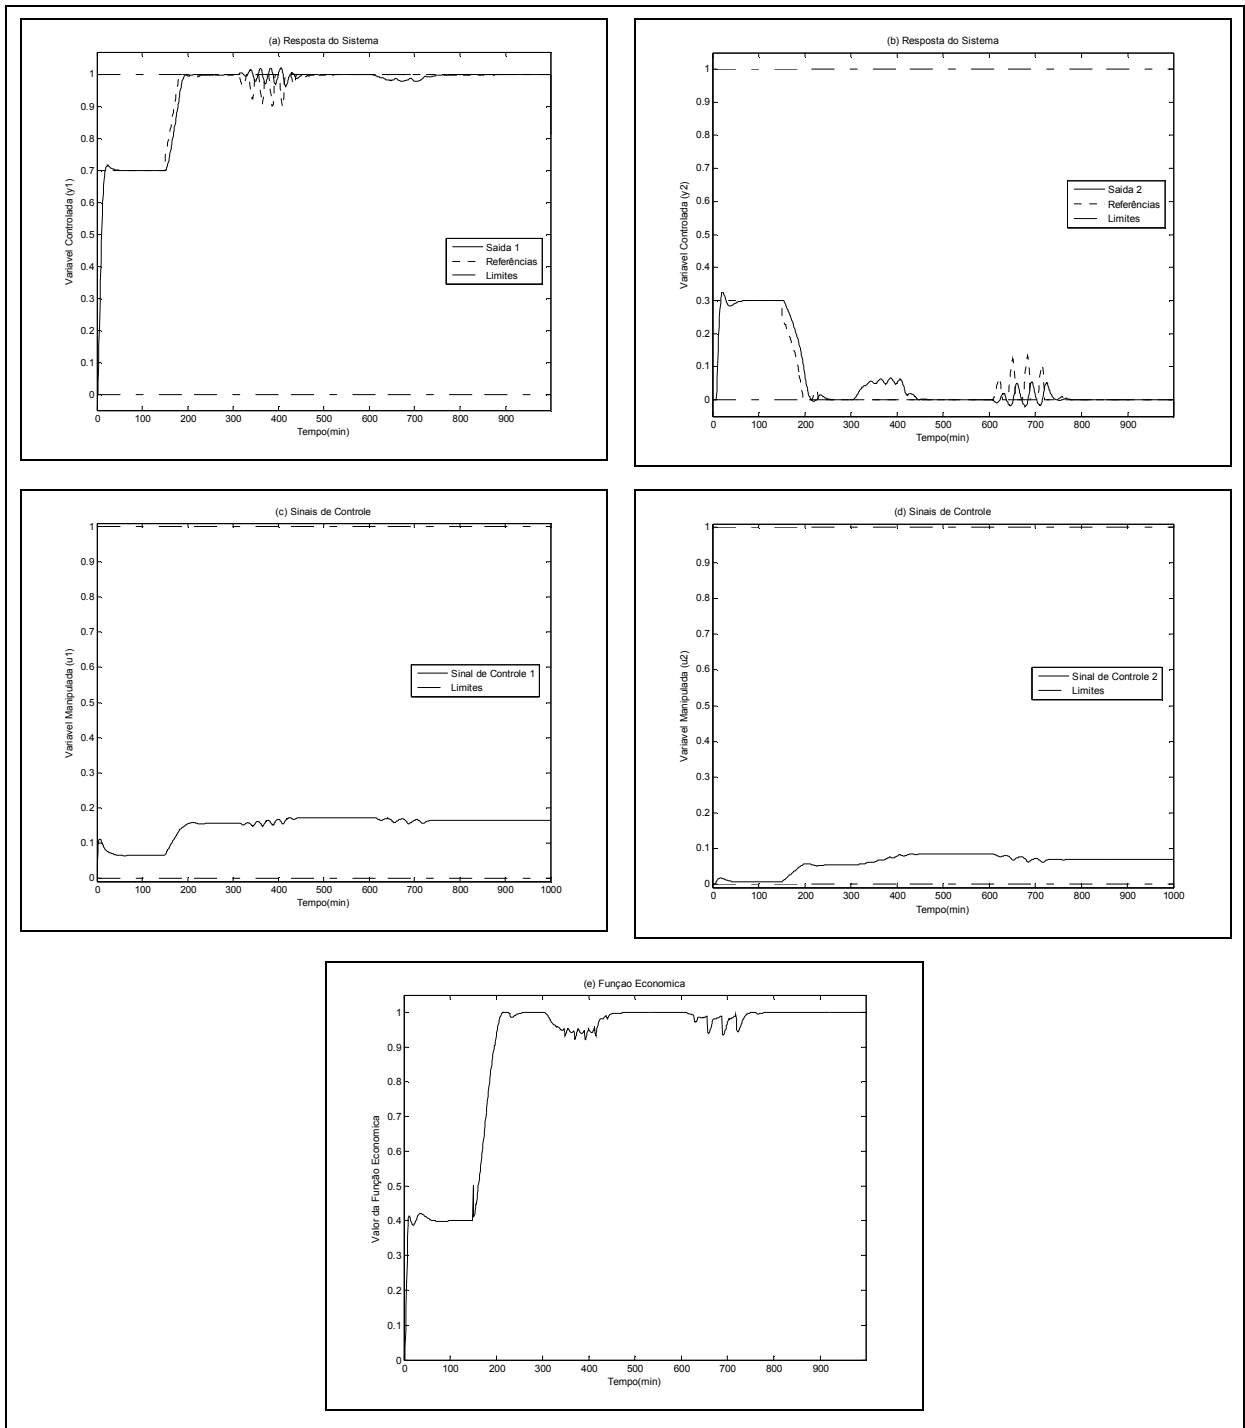 (a) Resposta do Sistema
1
0.9
0.8
0.7
0.6
0.5
0.4
0.3
0.2
0.1
0
Variavel Controlada (y1)
Saida 1
Referências
Limites
0 100 200 300 400 500 600 700 800 900
Tempo(min)
(b) Resposta do Sistema
1
0.9
0.8
0.7
0.6
0.5
0.4
0.3
0.2
0.1
0
Variavel Controlada (y2)
Saida 2
Referências
Limites
0 100 200 300 400 500 600 700 800 900
Tempo(min)
(c) Sinais de Controle
1
0.9
0.8
0.7
0.6
0.5
0.4
0.3
0.2
0.1
0
Variavel Manipulada (u1)
Sinal de Controle 1
Limites
0 100 200 300 400 500 600 700 800 900 1000
Tempo(min)
(d) Sinais de Controle
1
0.9
0.8
0.7
0.6
0.5
0.4
0.3
0.2
0.1
0
Variavel Manipulada (u2)
Sinal de Controle 2
Limites
0 100 200 300 400 500 600 700 800 900 1000
Tempo(min)
(e) Funçao Economica
1
0.9
0.8
0.7
0.6
0.5
0.4
0.3
0.2
0.1
0
Valor da Função Economica
0 100 200 300 400 500 600 700 800 900
Tempo(min)